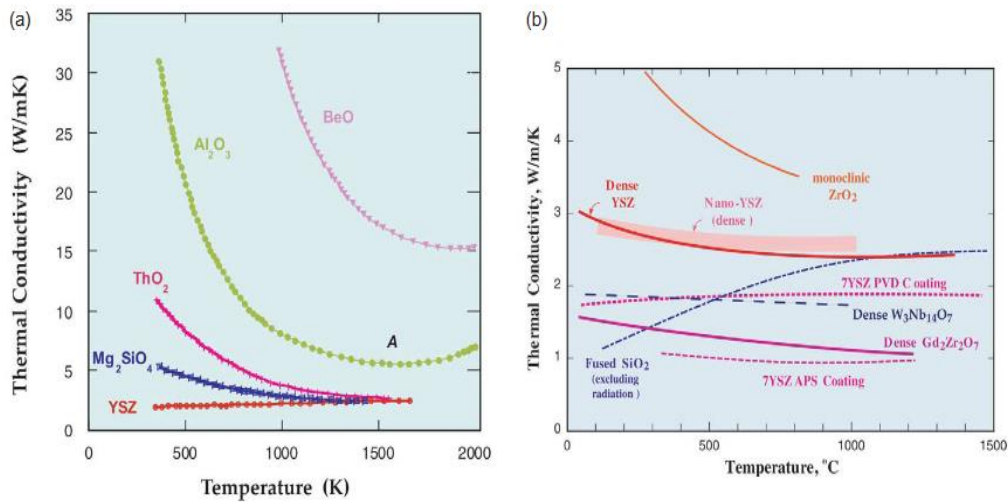 (a)
35
30
25
20
15
10
5
0
Thermal Conductivity (W/mK)
BeO
Al2O3
ThO2
Mg2SiO4
YSZ
A
0 500 1000 1500 2000
Temperature (K)
(b)
5
4
3
2
1
0
Thermal Conductivity, W/m/K
monoclinic
ZrO2
Dense
YSZ
Nano-YSZ
(dense )
7YSZ PVD Coating
Dense W3Nb14O7
Dense Gd2Zr2O7
Fused SiO2
(excluding
radiation )
7YSZ APS Coating
0 500 1000 1500
Temperature, °C